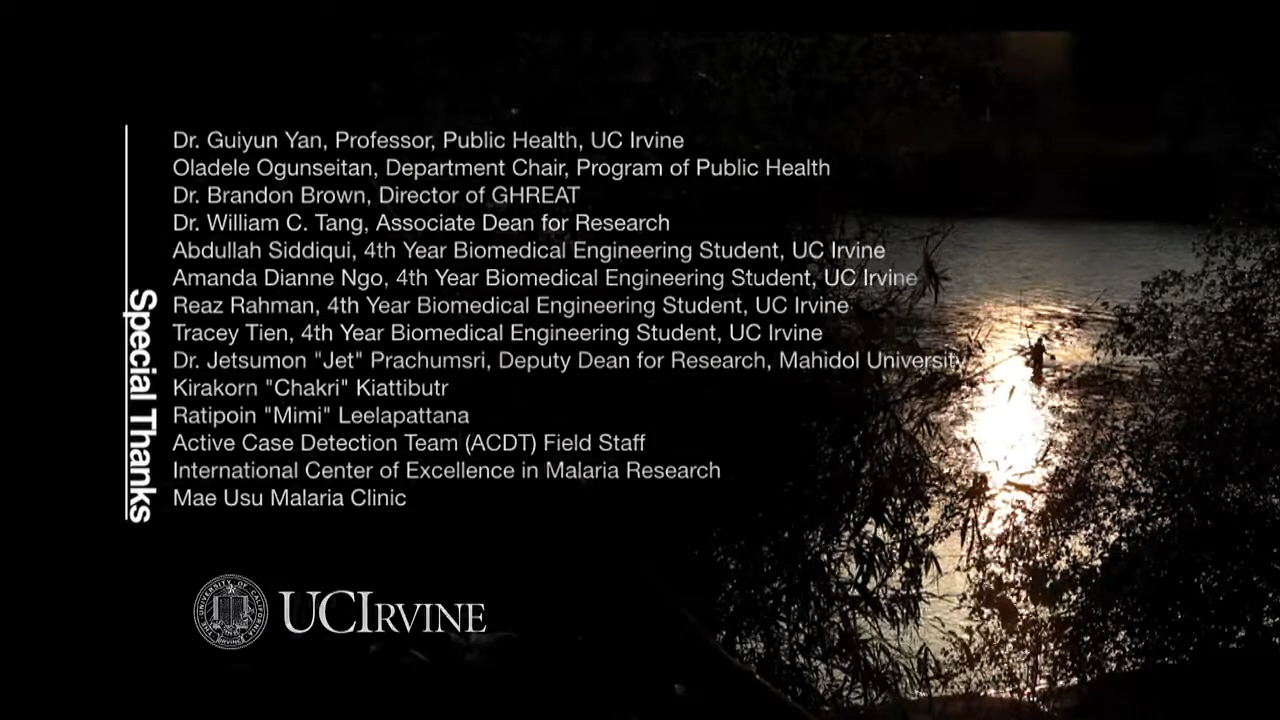 Special Thanks
Dr. Guiyun Yan, Professor, Public Health, UC Irvine
Oladele Ogunseitan, Department Chair, Program of Public Health
Dr. Brandon Brown, Director of GHREAT
Dr. William C. Tang, Associate Dean for Research
Abdullah Siddiqui, 4th Year Biomedical Engineering Student, UC Irvine
Amanda Dianne Ngo, 4th Year Biomedical Engineering Student, UC Irvine
Reaz Rahman, 4th Year Biomedical Engineering Student, UC Irvine
Tracey Tien, 4th Year Biomedical Engineering Student, UC Irvine
Dr. Jetsumon "Jet" Prachumsri, Deputy Dean for Research, Mahidol University
Kirakorn "Chakri" Kiattibutr
Ratipoin "Mimi" Leelapattana
Active Case Detection Team (ACDT) Field Staff
International Center of Excellence in Malaria Research
Mae Usu Malaria Clinic
THE UNIVERSITY OF CALIFORNIA
IRVINE
UCIRVINE